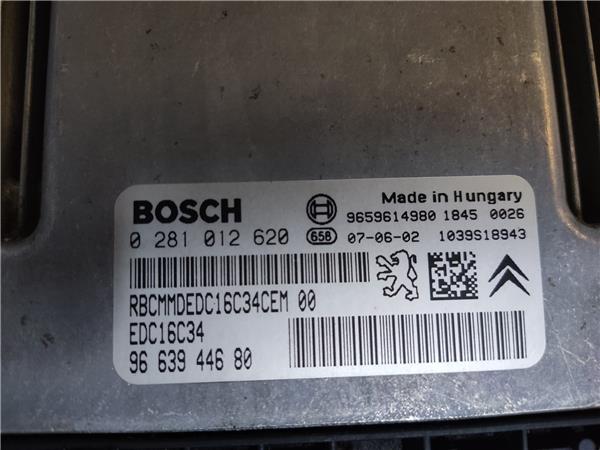 Made in Hungary
BOSCH 9659614980 1845 0026
0 281 012 620 658 07-06-02 1039S18943
RBCMMDEDC16C34CEM 00
EDC16C34
96 639 446 80